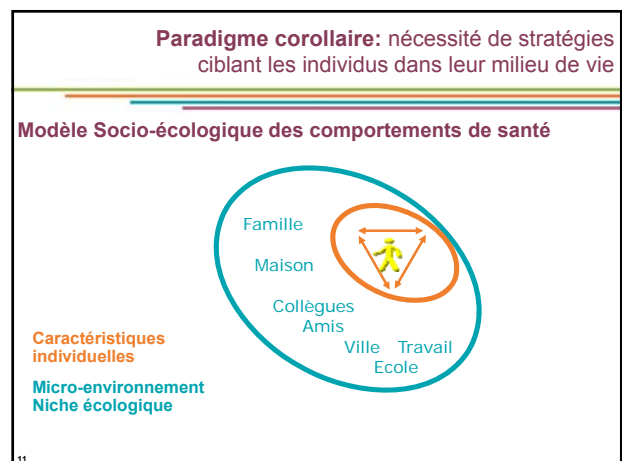 Paradigme corollaire: nécessité de stratégies
ciblant les individus dans leur milieu de vie
Modèle Socio-écologique des comportements de santé
Famille
Maison
Collègues
Amis
Ville Travail
Ecole
Caractéristiques
individuelles
Micro-environnement
Niche écologique
11